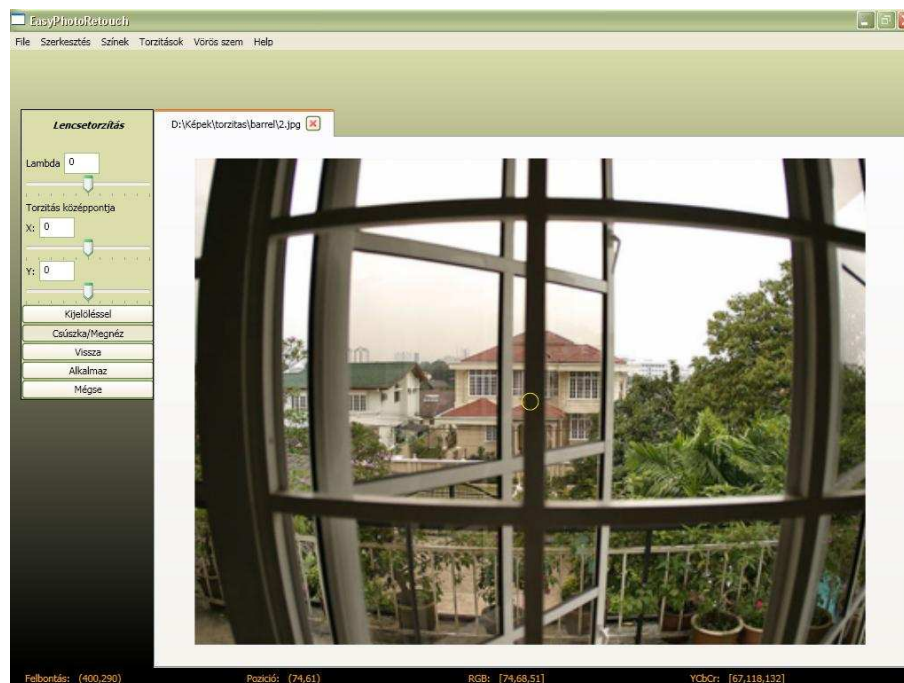 EasyPhotoRetouch
File Szerkesztés Színek Torzítások Vörös szem Help
Lencsetorzítás
D:\Képek\torzitas\barrel\2.jpg
Lambda 0
Torzitás középpontja
X: 0
Y: 0
Kijelöléssel
Csúszka/Megnéz
Vissza
Alkalmaz
Mégse
Felbontás: (400,290) Pozició: (74,61) RGB: [74,68,51] YCbCr: [67,118,132]